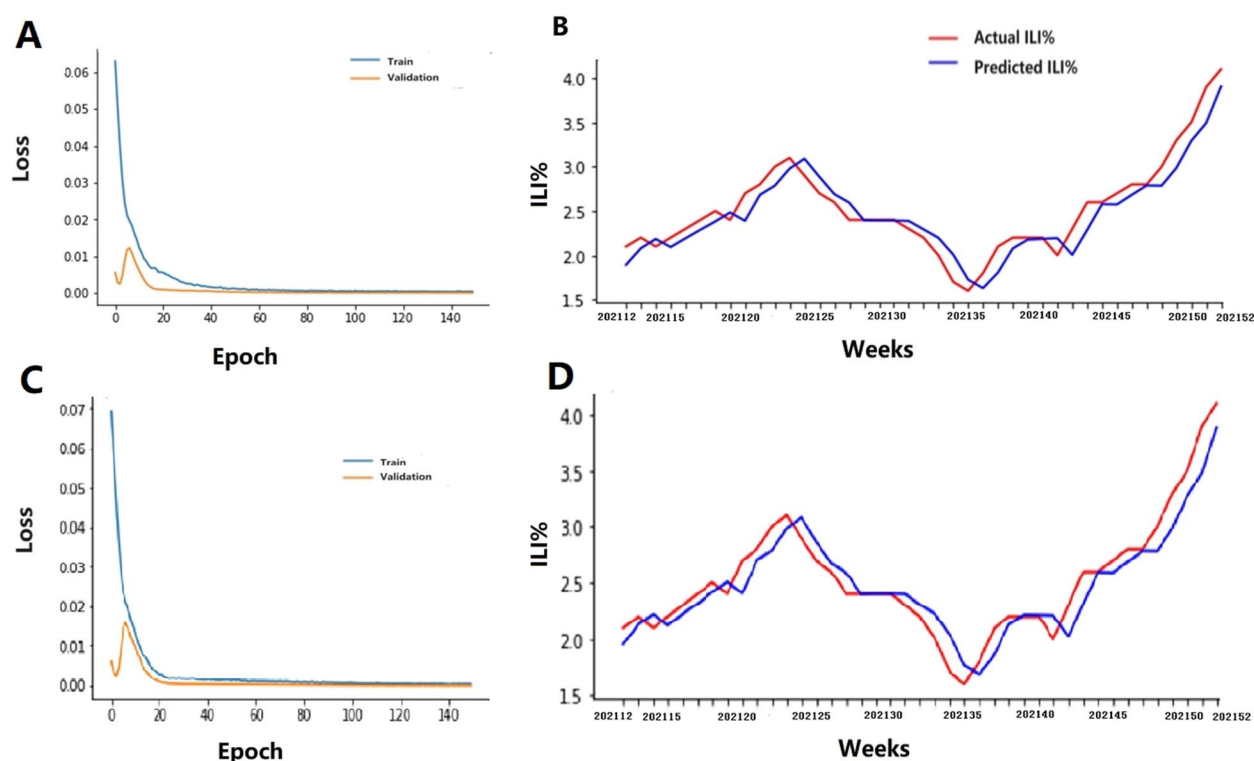 A
Train
Validation
Loss
0.06
0.05
0.04
0.03
0.02
0.01
0.00
0 20 40 60 80 100 120 140
Epoch
B
Actual ILI%
Predicted ILI%
ILI%
4.0
3.5
3.0
2.5
2.0
1.5
202112 202115 202120 202125 202130 202135 202140 202145 202150 202152
Weeks
C
Train
Validation
Loss
0.07
0.06
0.05
0.04
0.03
0.02
0.01
0.00
0 20 40 60 80 100 120 140
Epoch
D
ILI%
4.0
3.5
3.0
2.5
2.0
1.5
202112 202115 202120 202125 202130 202135 202140 202145 202150 202152
Weeks